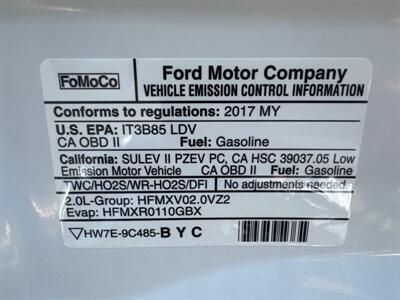 FoMoCo
Ford Motor Company
VEHICLE EMISSION CONTROL INFORMATION
Conforms to regulations: 2017 MY
U.S. EPA: IT3B85 LDV
CA OBD II Fuel: Gasoline
California: SULEV II PZEV PC, CA HSC 39037.05 Low
Emission Motor Vehicle CA OBD II Fuel: Gasoline
TWC/HO2S/WR-HO2S/DFI No adjustments needed.
2.0L-Group: HFMXV02.0VZ2
Evap: HFMXR0110GBX
HW7E-9C485-B Y C